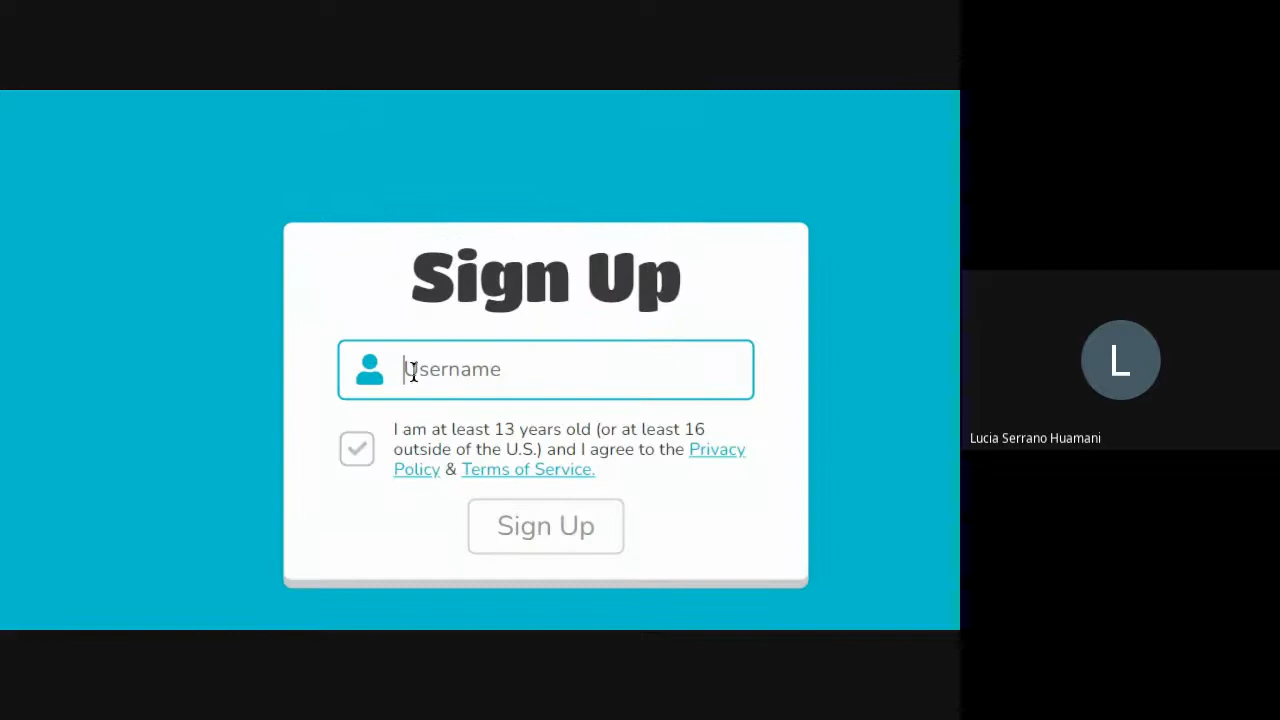 Sign Up
Username
I am at least 13 years old (or at least 16
outside of the U.S.) and I agree to the Privacy
Policy & Terms of Service.
Sign Up
L
Lucia Serrano Huamani